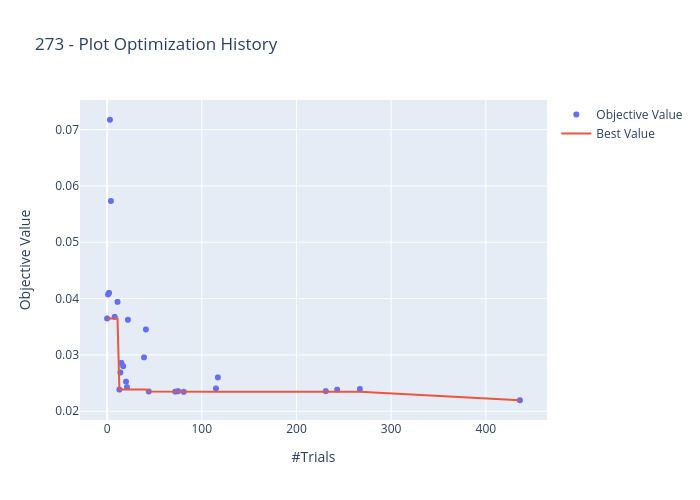 273 - Plot Optimization History
Objective Value
Best Value
0.07
0.06
0.05
0.04
0.03
0.02
Objective Value
0
100
200
300
400
#Trials